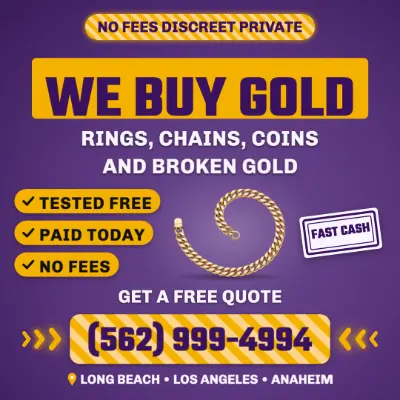 NO FEES DISCREET PRIVATE
WE BUY GOLD
RINGS, CHAINS, COINS
AND BROKEN GOLD
TESTED FREE
PAID TODAY
NO FEES
FAST CASH
GET A FREE QUOTE
(562) 999-4994
LONG BEACH • LOS ANGELES • ANAHEIM